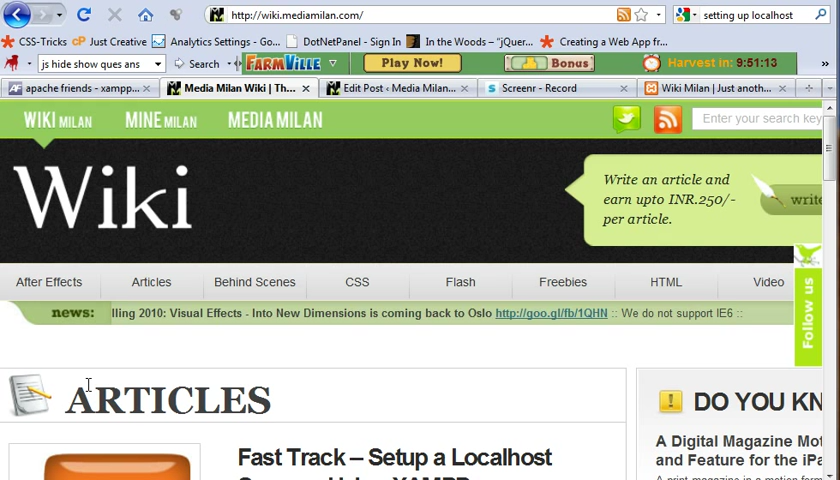 http://wiki.mediamilan.com/
setting up localhost
CSS-Tricks
Just Creative
Analytics Settings - Go...
DotNetPanel - Sign In
In the Woods – "jQuer...
Creating a Web App fr...
js hide show ques ans
Search
FARMVILLE
Play Now!
Bonus
Harvest in: 9:51:13
»
apache friends - xampp...
Media Milan Wiki | Th...
Edit Post ‹ Media Milan...
Screenr - Record
Wiki Milan | Just anoth...
WIKI MILAN
MINE MILAN
MEDIA MILAN
Enter your search key
Wiki
Write an article and
earn upto INR.250/-
per article.
write
After Effects
Articles
Behind Scenes
CSS
Flash
Freebies
HTML
Video
news:
lling 2010: Visual Effects - Into New Dimensions is coming back to Oslo http://goo.gl/fb/1QHN :: We do not support IE6 ::
Follow us
ARTICLES
DO YOU KN
Fast Track – Setup a Localhost
A Digital Magazine Mot
and Feature for the iPa